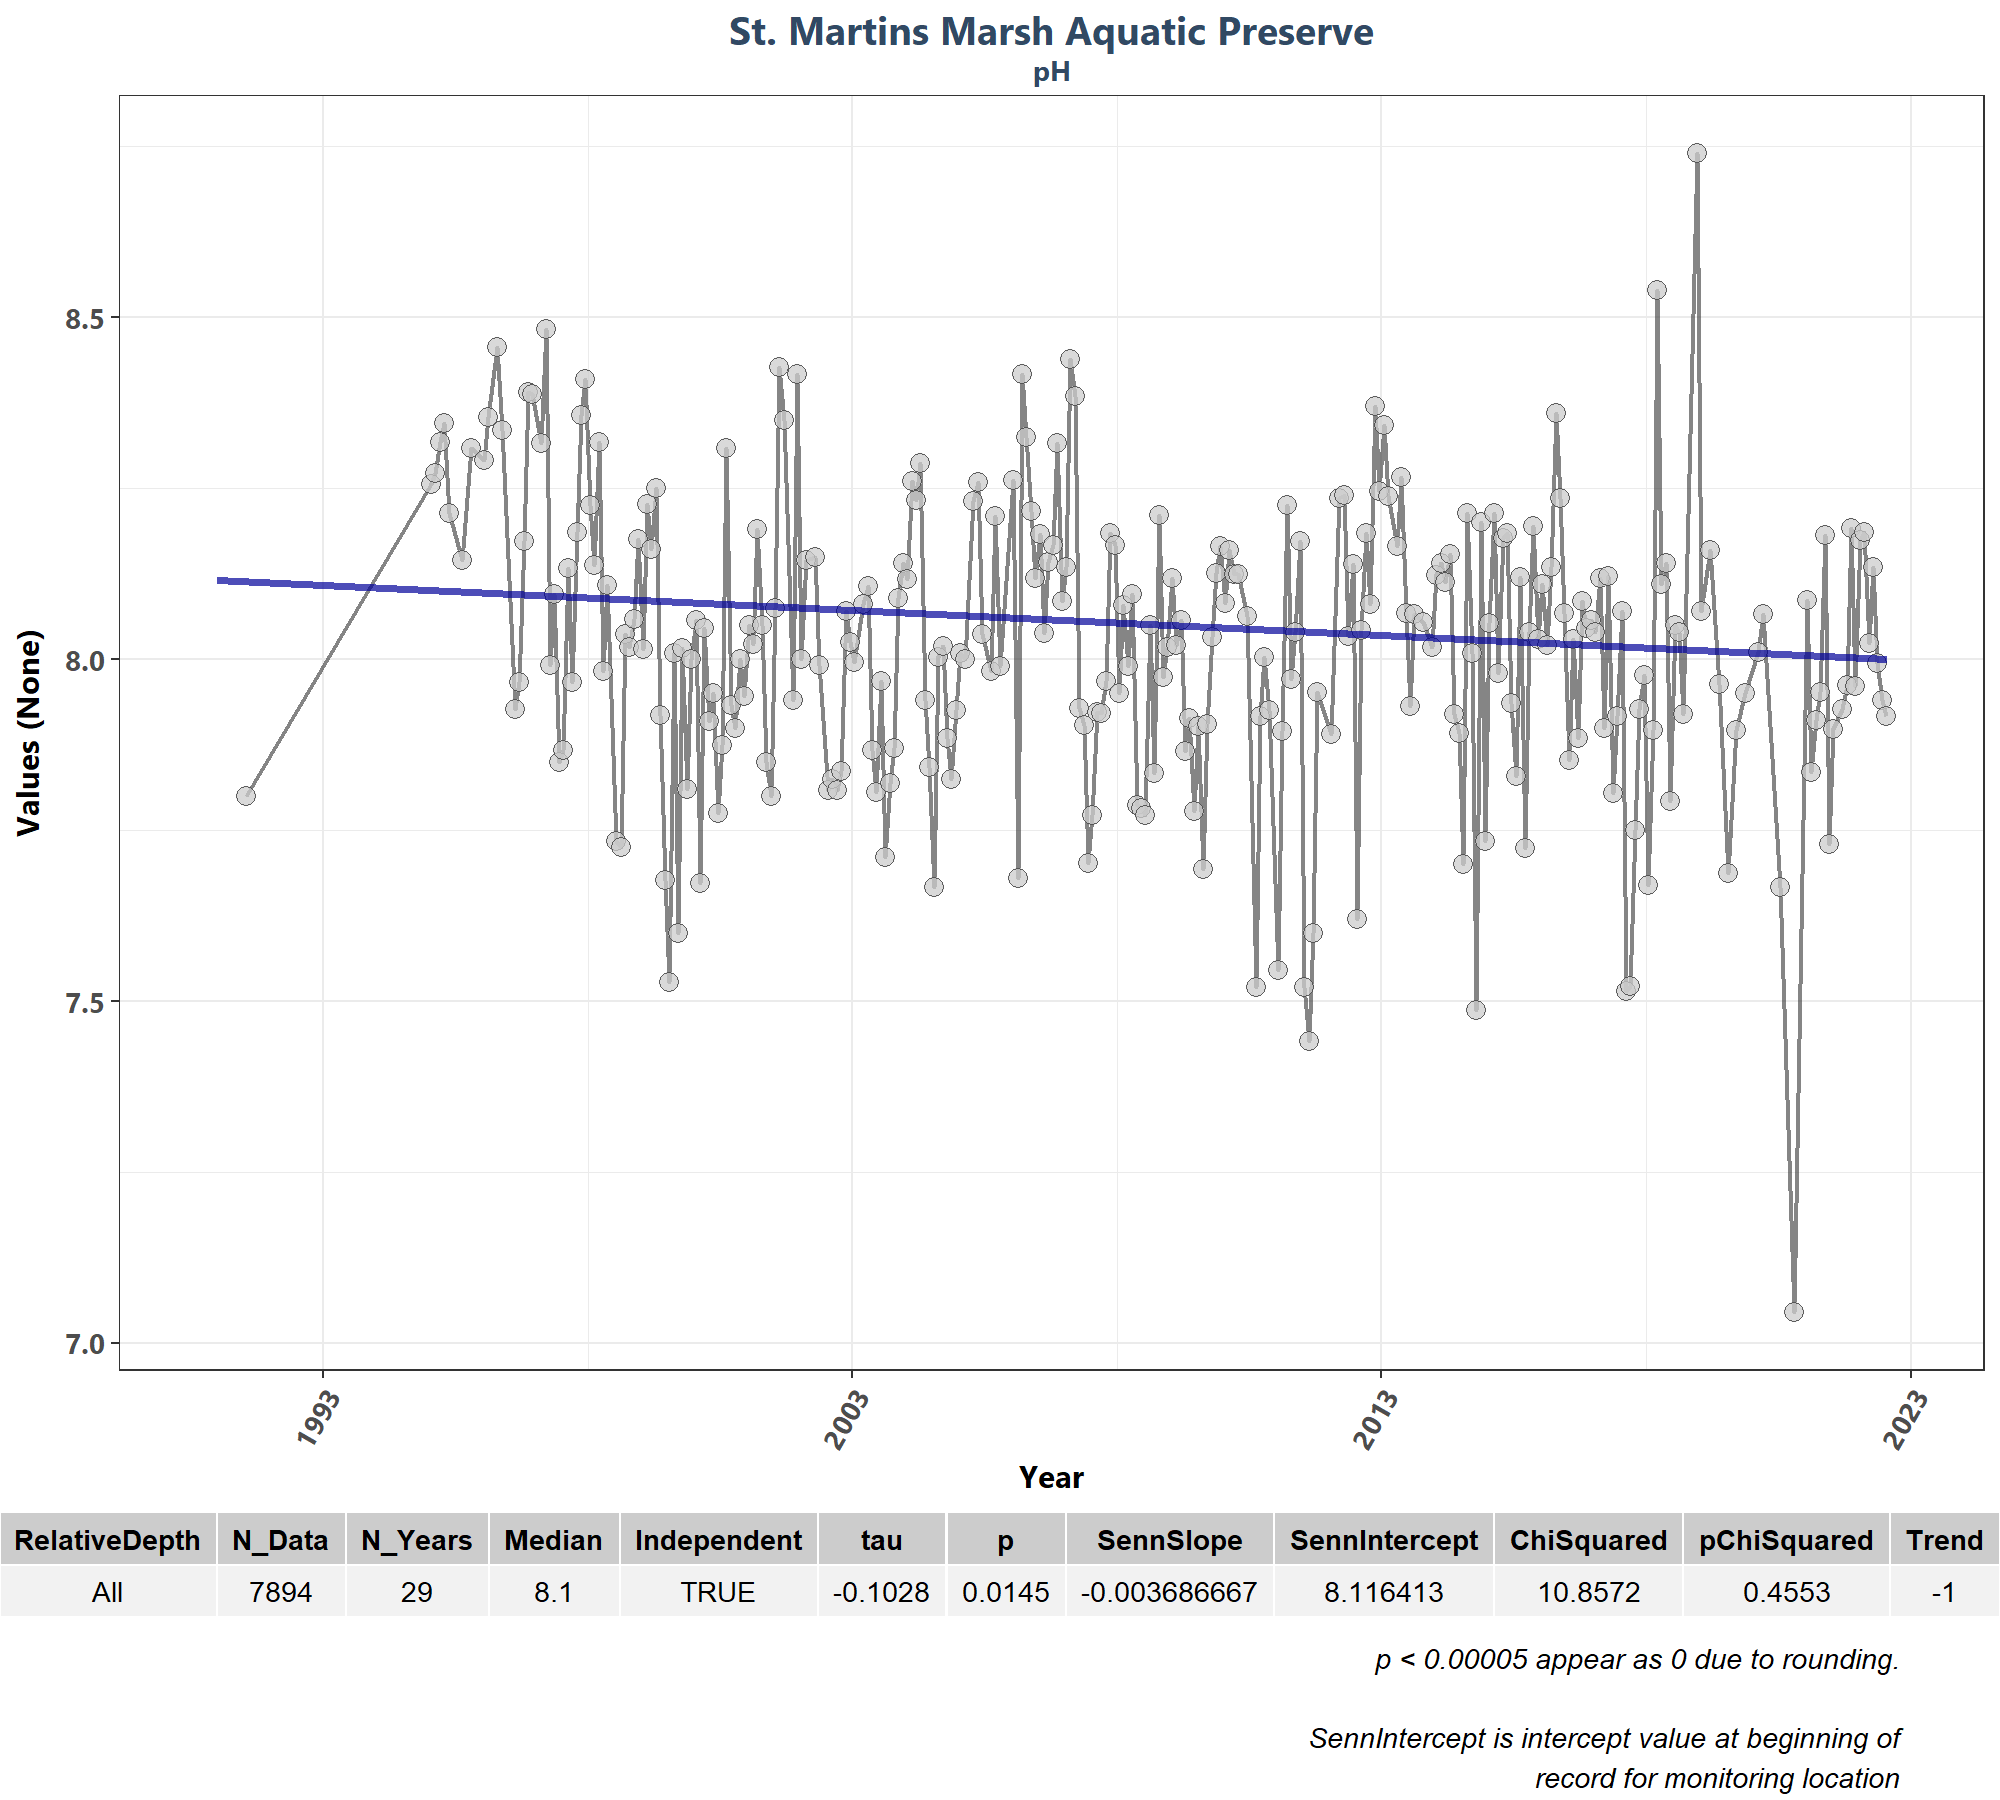 St. Martins Marsh Aquatic Preserve
pH
8.5
8.0
7.5
7.0
Values (None)
1993
2003
2013
2023
Year
RelativeDepth N_Data N_Years Median Independent tau p SennSlope SennIntercept ChiSquared pChiSquared Trend
All 7894 29 8.1 TRUE -0.1028 0.0145 -0.003686667 8.116413 10.8572 0.4553 -1
p < 0.00005 appear as 0 due to rounding.
SennIntercept is intercept value at beginning of
record for monitoring location